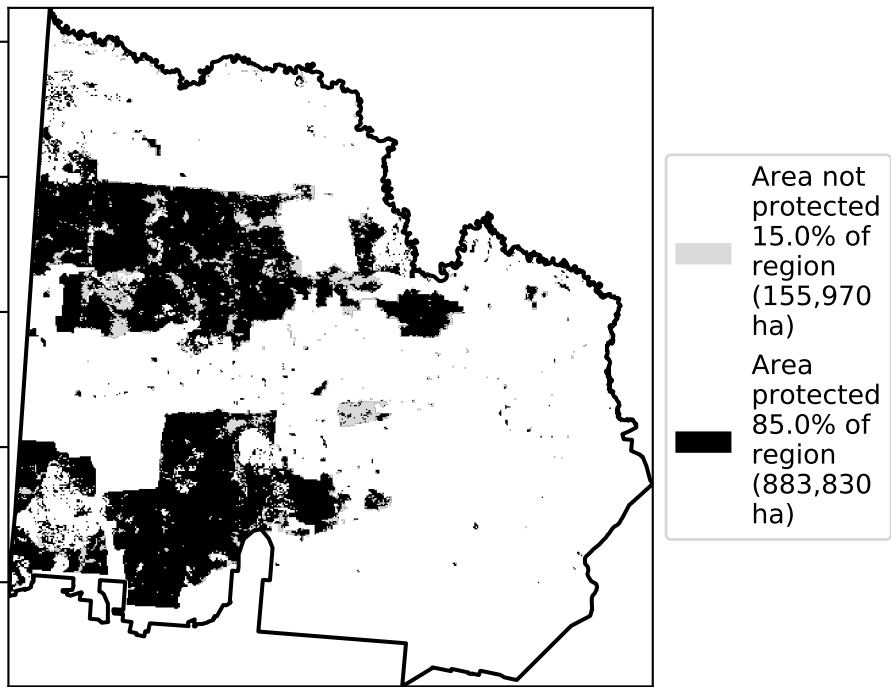 Area not
protected
15.0% of
region
(155,970
ha)
Area
protected
85.0% of
region
(883,830
ha)